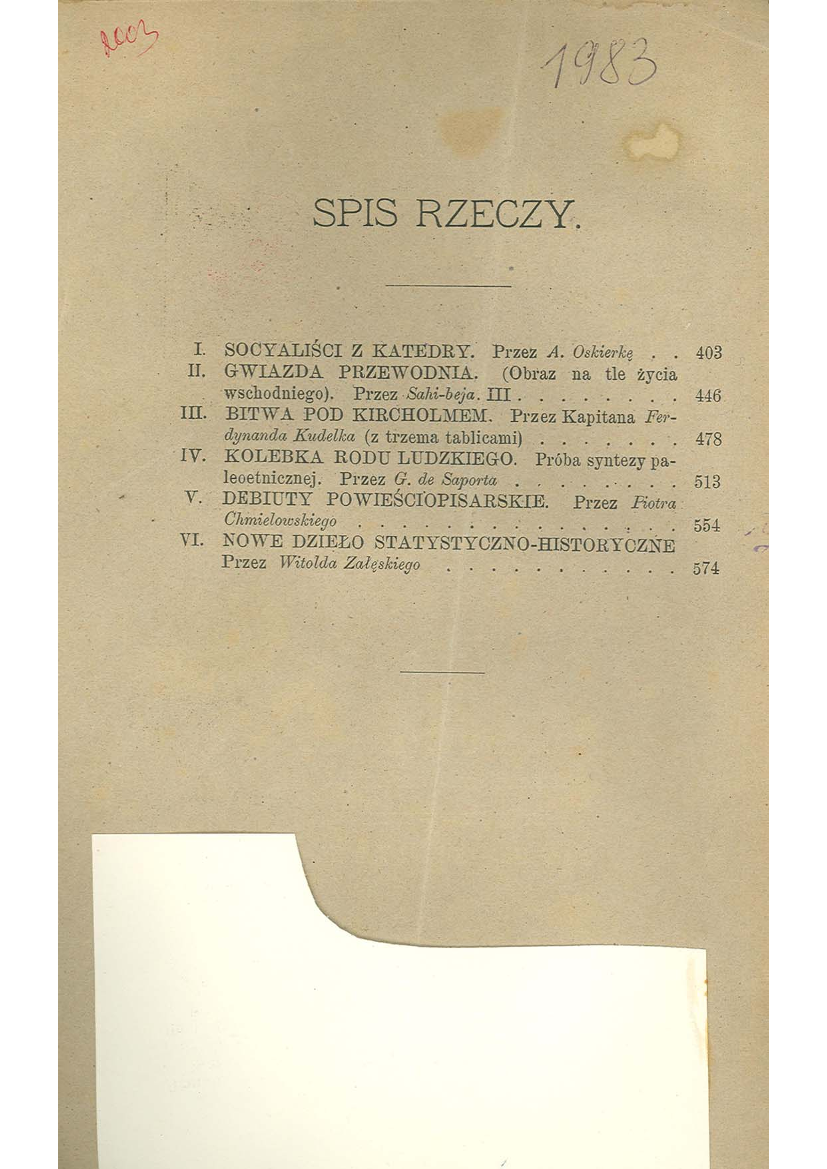 2003
1983
SPIS RZECZY.
I. SOCYALIŚCI Z KATEDRY. Przez A. Oskierkę . . 403
II. GWIAZDA PRZEWODNIA. (Obraz na tle życia
wschodniego). Przez Sahi-beja. III . . . . . . . . 446
III. BITWA POD KIRCHOLMEM. Przez Kapitana Fer-
dynanda Kudelka (z trzema tablicami) . . . . . . . 478
IV. KOLEBKA RODU LUDZKIEGO. Próba syntezy pa-
leoetnicznej. Przez G. de Saporta . . . . . . . . 513
V. DEBIUTY POWIEŚCIOPISARSKIE. Przez Piotra
Chmielowskiego . . . . . . . . . . . . . . . 554
VI. NOWE DZIEŁO STATYSTYCZNO-HISTORYCZNE
Przez Witolda Załęskiego . . . . . . . . . . . 574